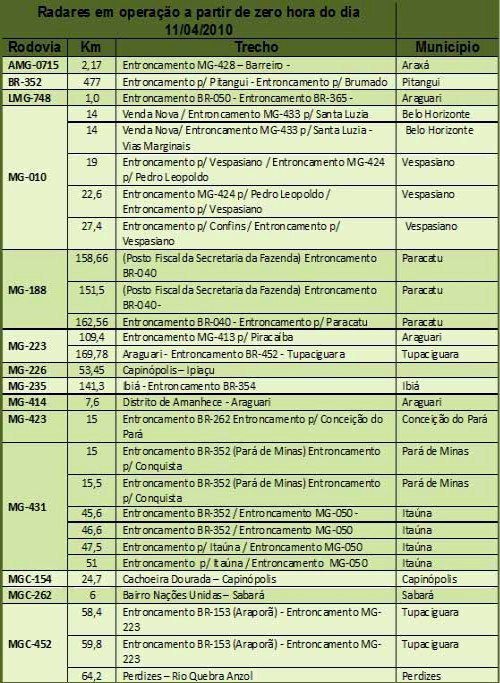 Radares em operação a partir de zero hora do dia
11/04/2010
Rodovia Km Trecho Município
AMG-0715 2,17 Entroncamento MG-428 – Barreiro - Araxá
BR-352 477 Entroncamento p/ Pitangui - Entroncamento p/ Brumado Pitangui
LMG-748 1,0 Entroncamento BR-050 - Entroncamento BR-365 - Araguari
MG-010
14 Venda Nova / Entroncamento MG-433 p/ Santa Luzia Belo Horizonte
14 Venda Nova/ Entroncamento MG-433 p/ Santa Luzia - Belo Horizonte
Vias Marginais
19 Entroncamento p/ Vespasiano / Entroncamento MG-424 Vespasiano
p/ Pedro Leopoldo
22,6 Entroncamento MG-424 p/ Pedro Leopoldo / Vespasiano
Entroncamento p/ Vespasiano
27,4 Entroncamento p/ Confins / Entroncamento p/ Vespasiano
Vespasiano
MG-188
158,66 (Posto Fiscal da Secretaria da Fazenda) Entroncamento Paracatu
BR-040
151,5 (Posto Fiscal da Secretaria da Fazenda) Entroncamento Paracatu
BR-040-
162,56 Entroncamento BR-040 - Entroncamento p/ Paracatu Paracatu
MG-223
109,4 Entroncamento MG-413 p/ Piracaíba Araguari
169,78 Araguari - Entroncamento BR-452 - Tupaciguara Tupaciguara
MG-226 53,45 Capinópolis – Ipiaçu
MG-235 141,3 Ibiá - Entroncamento BR-354 Ibiá
MG-414 7,6 Distrito de Amanhece - Araguari Araguari
MG-423 15 Entroncamento BR-262 Entroncamento p/ Conceição do Conceição do Pará
Pará
MG-431
15 Entroncamento BR-352 (Pará de Minas) Entroncamento Pará de Minas
p/ Conquista
15,5 Entroncamento BR-352 (Pará de Minas) Entroncamento Pará de Minas
p/ Conquista
45,6 Entroncamento BR-352 / Entroncamento MG-050 - Itaúna
46,6 Entroncamento BR-352 / Entroncamento MG-050 Itaúna
47,5 Entroncamento p/ Itaúna / Entroncamento MG-050 Itaúna
51 Entroncamento p/ Itaúna / Entroncamento MG-050 Itaúna
MGC-154 24,7 Cachoeira Dourada – Capinópolis Capinópolis
MGC-262 6 Bairro Nações Unidas – Sabará Sabará
MGC-452
58,4 Entroncamento BR-153 (Araporã) - Entroncamento MG- Tupaciguara
223
59,8 Entroncamento BR-153 (Araporã) - Entroncamento MG- Tupaciguara
223
64,2 Perdizes – Rio Quebra Anzol Perdizes